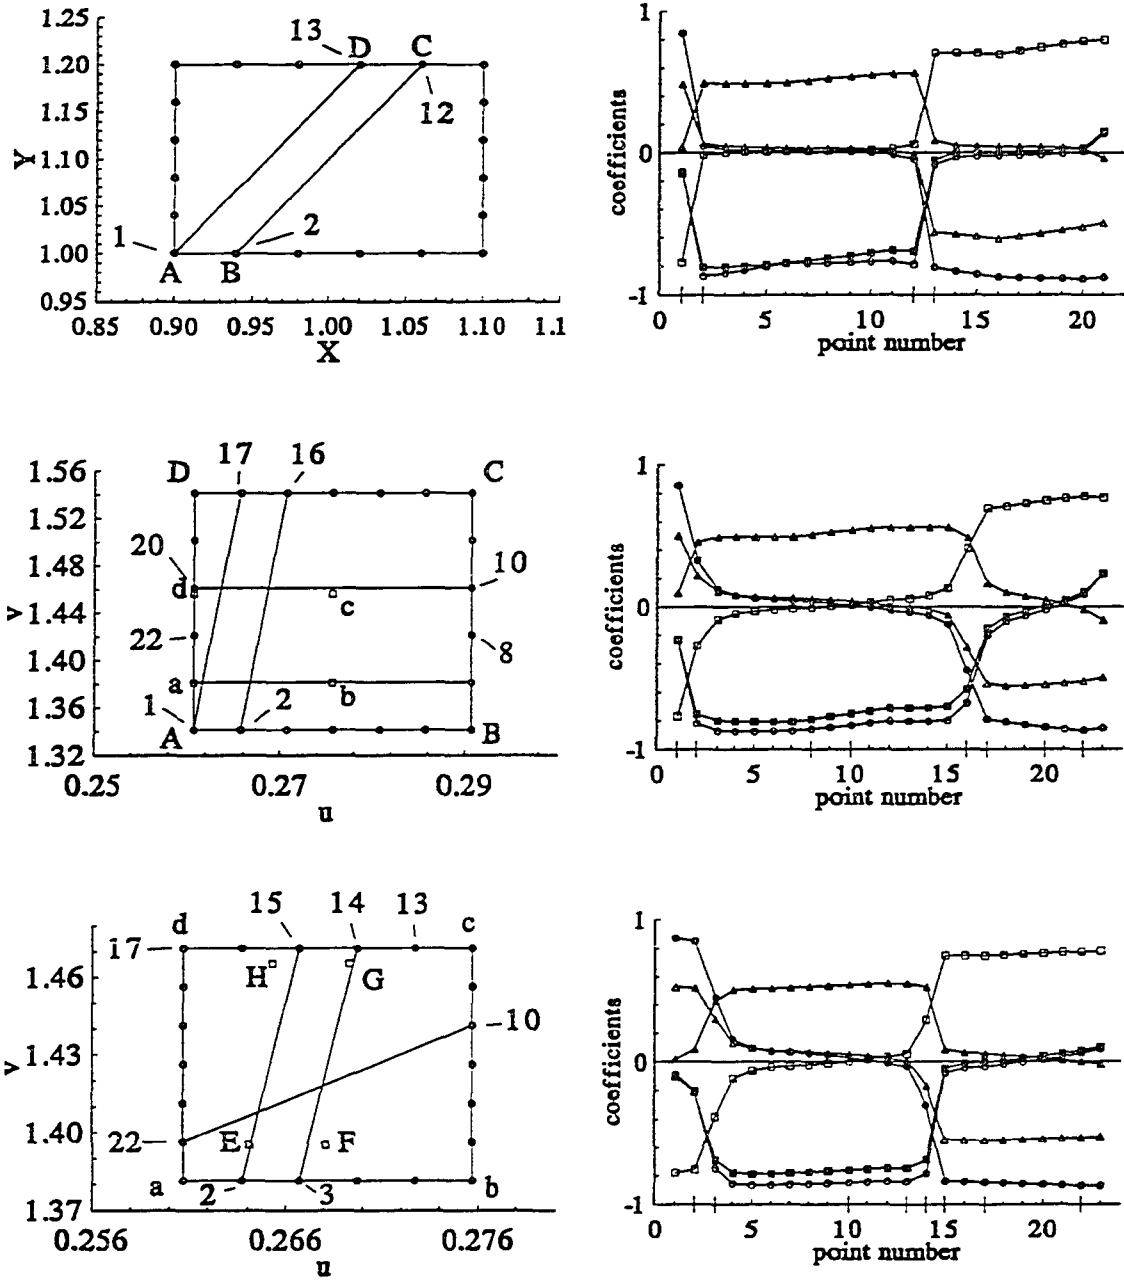 1.25
1.20
1.15
1.10
1.05
1.00
0.95
Y
13
D
C
12
1
2
A
B
0.85 0.90 0.95 1.00 1.05 1.10 1.1
X
1
0
-1
coefficients
0 5 10 15 20
point number
1.56
1.52
1.48
1.44
1.40
1.36
1.32
v
D
17
16
C
20
10
d
c
22
8
a
b
1
2
A
B
0.25 0.27 0.29
u
1
0
-1
coefficients
0 5 10 15 20
point number
1.46
1.43
1.40
1.37
v
d
15
14
13
c
17
H
G
10
22
E
F
a
2
3
b
0.256 0.266 0.276
u
1
0
-1
coefficients
0 5 10 15 20
point number